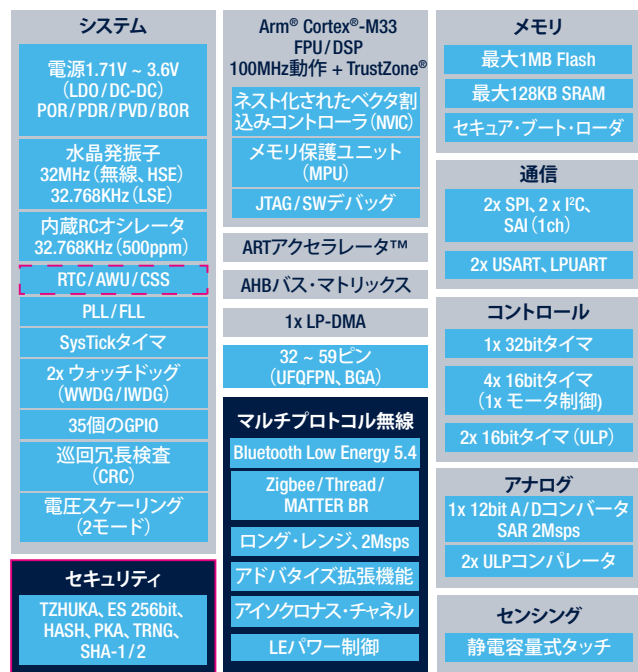 システム
電源1.71V ~ 3.6V
(LDO/DC-DC)
POR/PDR/PVD/BOR
水晶発振子
32MHz(無線、HSE)
32.768KHz(LSE)
内蔵RCオシレータ
32.768KHz(500ppm)
RTC/AWU/CSS
PLL/FLL
SysTickタイマ
2x ウォッチドッグ
(WWDG/IWDG)
35個のGPIO
巡回冗長検査
(CRC)
電圧スケーリング
(2モード)
セキュリティ
TZHUKA、ES 256bit、
HASH、PKA、TRNG、
SHA-1/2
Arm® Cortex®-M33
FPU/DSP
100MHz動作 + TrustZone®
ネスト化されたベクタ割
込みコントローラ(NVIC)
メモリ保護ユニット
(MPU)
JTAG/SWデバッグ
ARTアクセラレータ™
AHBバス・マトリックス
1x LP-DMA
32 ~ 59ピン
(UFQFPN、BGA)
マルチプロトコル無線
Bluetooth Low Energy 5.4
Zigbee/Thread/
MATTER BR
ロング・レンジ、2Msps
アドバタイズ拡張機能
アイソクロナス・チャネル
LEパワー制御
メモリ
最大1MB Flash
最大128KB SRAM
セキュア・ブート・ローダ
通信
2x SPI、2 x I²C、
SAI(1ch)
2x USART、LPUART
コントロール
1x 32bitタイマ
4x 16bitタイマ
(1x モータ制御)
2x 16bitタイマ(ULP)
アナログ
1x 12bit A/Dコンバータ
SAR 2Msps
2x ULPコンパレータ
センシング
静電容量式タッチ